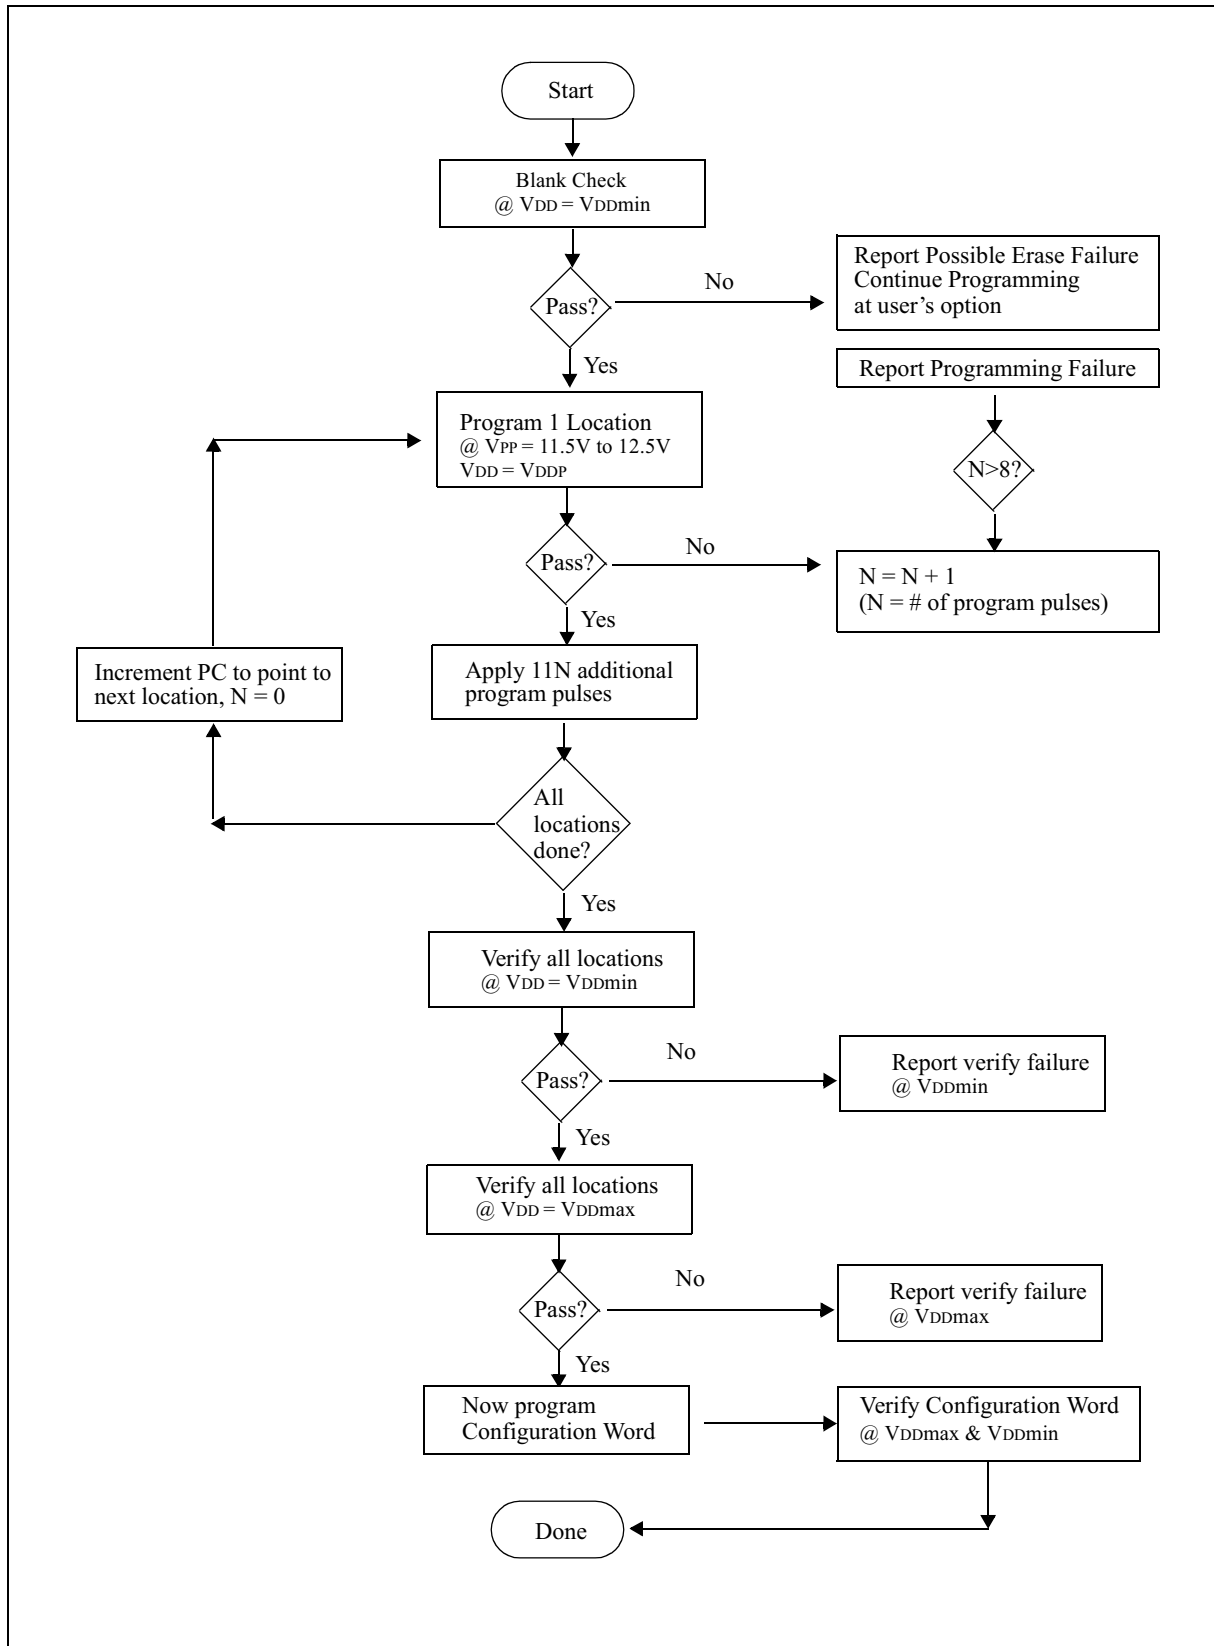 Start
Blank Check
@ VDD = VDDmin
Pass?
No
Report Possible Erase Failure
Continue Programming
at user’s option
Yes
Report Programming Failure
N>8?
Program 1 Location
@ VPP = 11.5V to 12.5V
VDD = VDDP
Pass?
No
N = N + 1
(N = # of program pulses)
Yes
Increment PC to point to
next location, N = 0
Apply 11N additional
program pulses
All
locations
done?
Yes
Verify all locations
@ VDD = VDDmin
Pass?
No
Report verify failure
@ VDDmin
Yes
Verify all locations
@ VDD = VDDmax
Pass?
No
Report verify failure
@ VDDmax
Yes
Now program
Configuration Word
Verify Configuration Word
@ VDDmax & VDDmin
Done